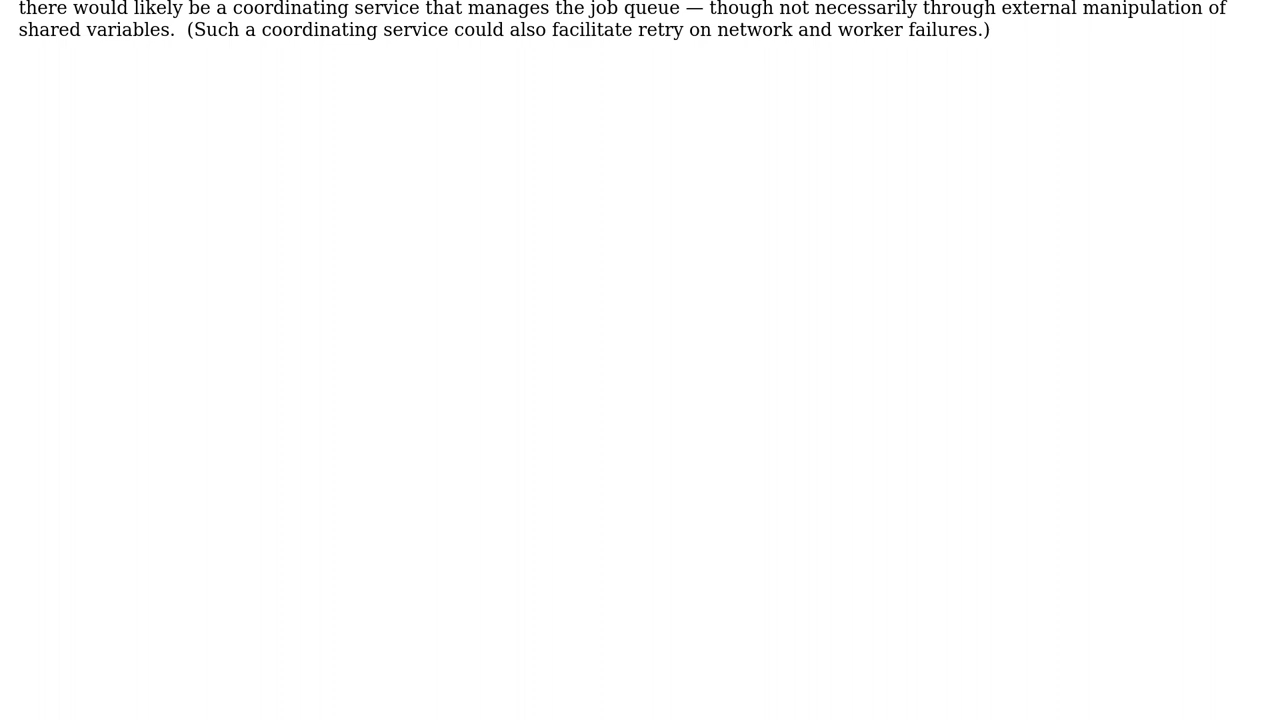 there would likely be a coordinating service that manages the job queue — though not necessarily through external manipulation of
shared variables.  (Such a coordinating service could also facilitate retry on network and worker failures.)